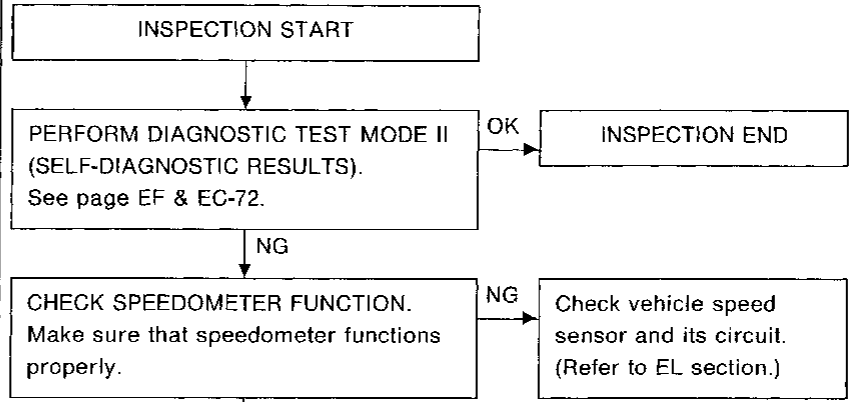 INSPECTION START
PERFORM DIAGNOSTIC TEST MODE II
(SELF-DIAGNOSTIC RESULTS).
See page EF & EC-72.
OK
INSPECTION END
NG
CHECK SPEEDOMETER FUNCTION.
Make sure that speedometer functions
properly.
NG
Check vehicle speed
sensor and its circuit.
(Refer to EL section.)